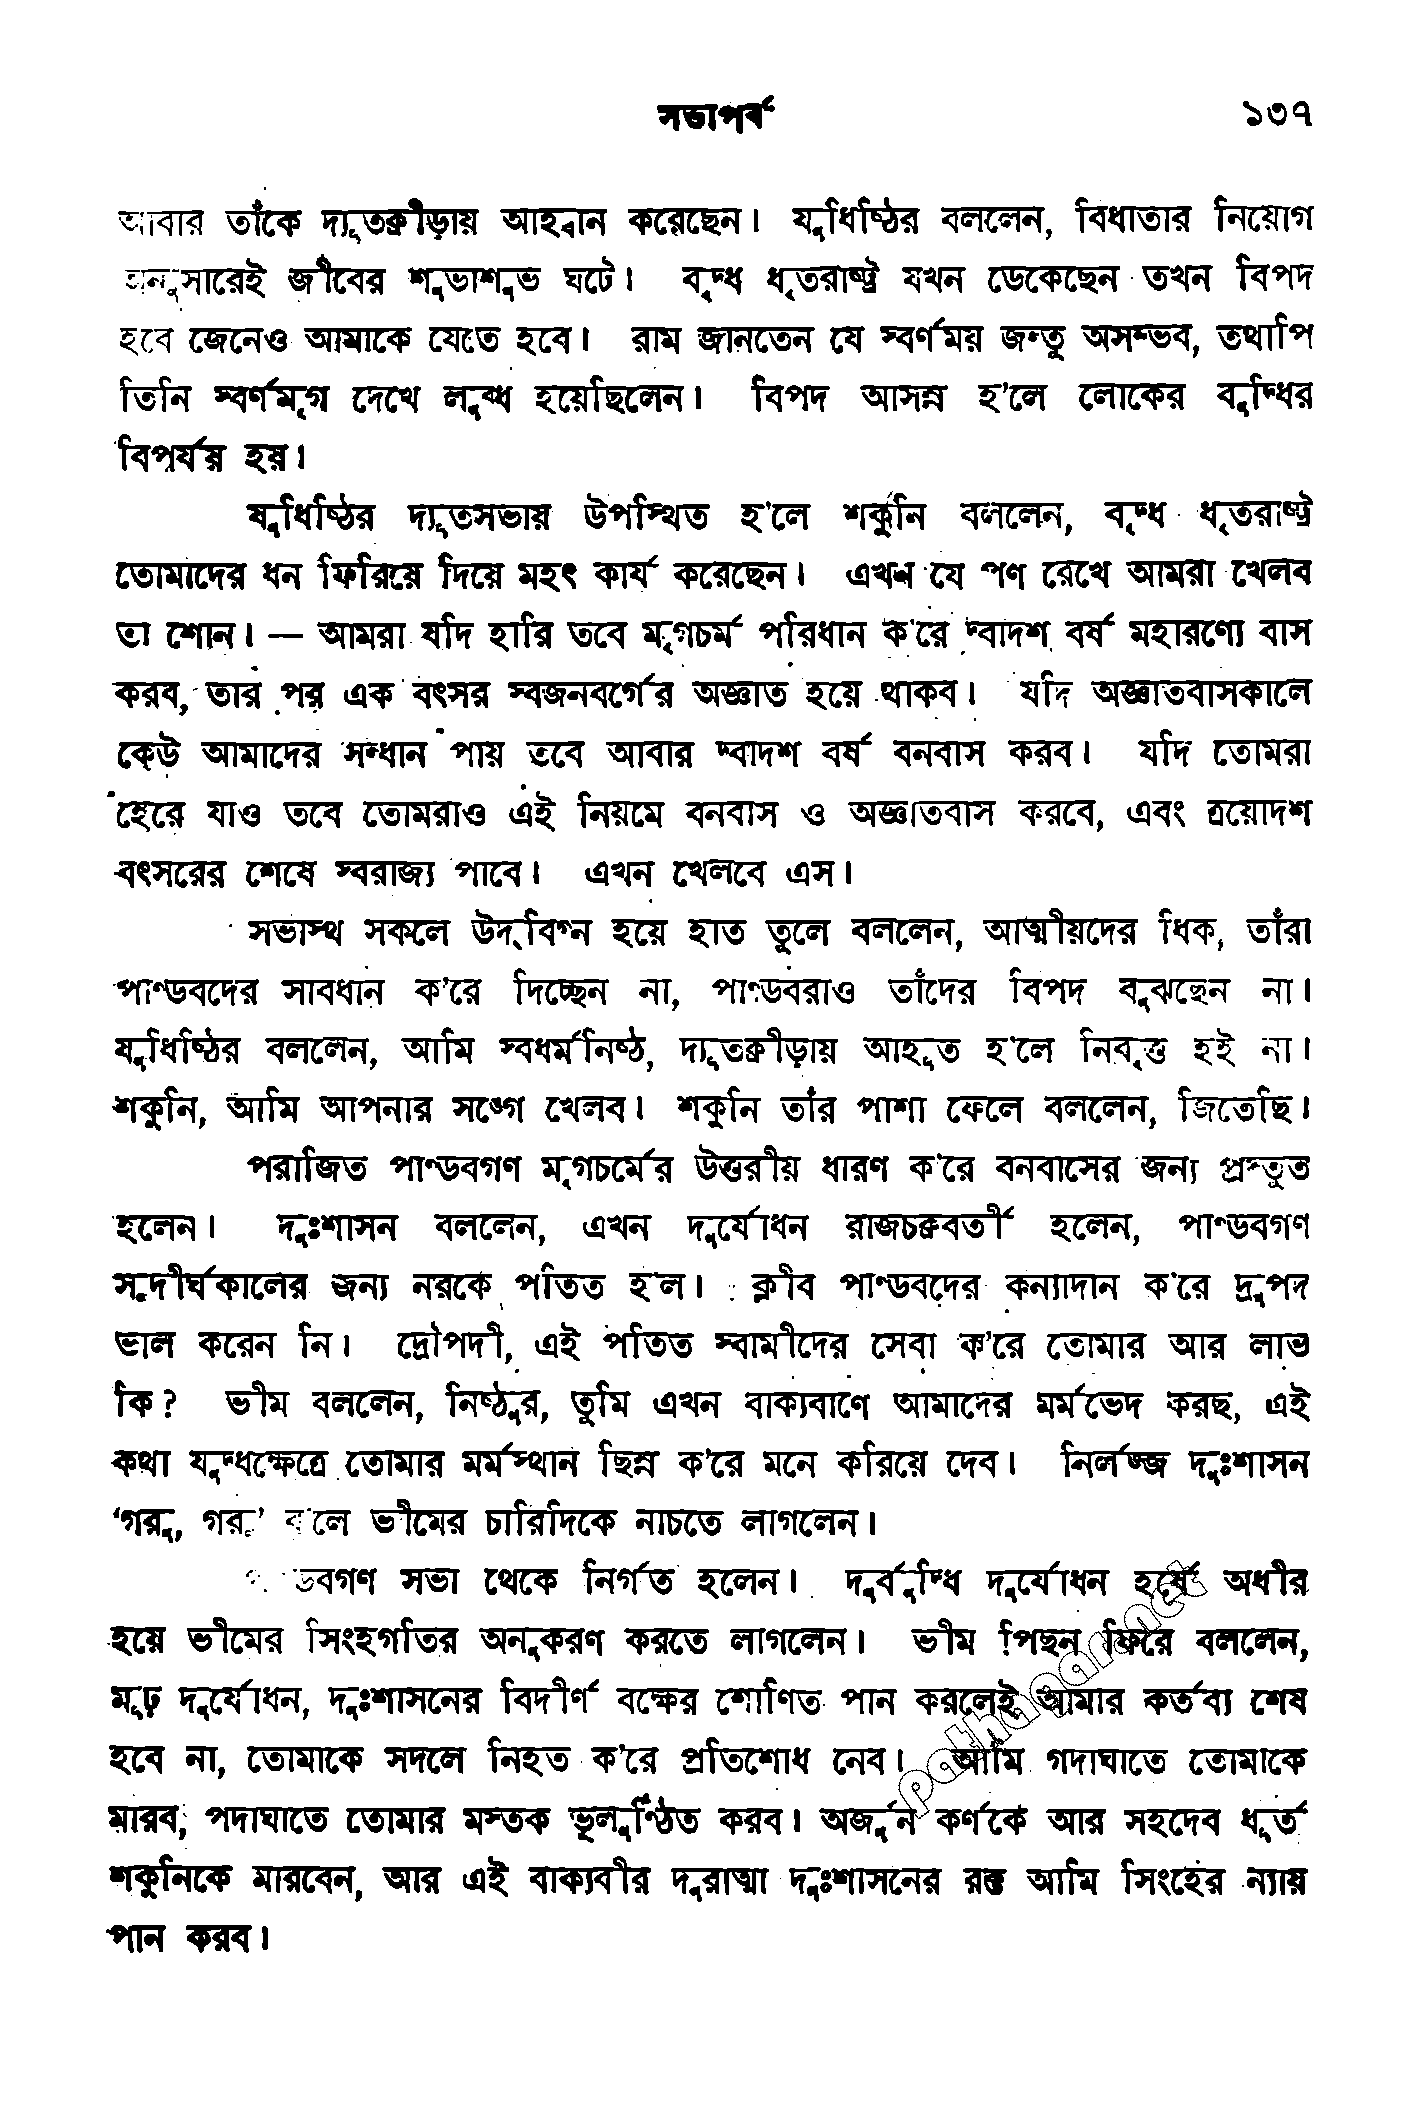 সভাপর্ব ১৩৭
আবার তাঁকে দ্যূতক্রীড়ায় আহ্বান করেছেন। যুধিষ্ঠির বললেন, বিধাতার নিয়োগ
অনুসারেই জীবের শুভাশুভ ঘটে। বৃদ্ধ ধৃতরাষ্ট্র যখন ডেকেছেন তখন বিপদ
হবে জেনেও আমাকে যেতে হবে। রাম জানতেন যে স্বর্ণময় জন্তু অসম্ভব, তথাপি
তিনি স্বর্ণমৃগ দেখে লুব্ধ হয়েছিলেন। বিপদ আসন্ন হ'লে লোকের বুদ্ধির
বিপর্যয় হয়।
যুধিষ্ঠির দ্যূতসভায় উপস্থিত হ'লে শকুনি বললেন, বৃদ্ধ ধৃতরাষ্ট্র
তোমাদের ধন ফিরিয়ে দিয়ে মহৎ কার্য করেছেন। এখন যে পণ রেখে আমরা খেলব
তা শোন। — আমরা যদি হারি তবে মৃগচর্ম পরিধান ক'রে দ্বাদশ বর্ষ মহারণ্যে বাস
করব, তার পর এক বৎসর স্বজনবর্গের অজ্ঞাত হয়ে থাকব। যদি অজ্ঞাতবাসকালে
কেউ আমাদের সন্ধান পায় তবে আবার দ্বাদশ বর্ষ বনবাস করব। যদি তোমরা
হেরে যাও তবে তোমরাও এই নিয়মে বনবাস ও অজ্ঞাতবাস করবে, এবং ত্রয়োদশ
বৎসরের শেষে স্বরাজ্য পাবে। এখন খেলবে এস।
সভাস্থ সকলে উদ্‌বিগ্ন হয়ে হাত তুলে বললেন, আত্মীয়দের ধিক, তাঁরা
পাণ্ডবদের সাবধান ক'রে দিচ্ছেন না, পাণ্ডবরাও তাঁদের বিপদ বুঝছেন না।
যুধিষ্ঠির বললেন, আমি স্বধর্মনিষ্ঠ, দ্যূতক্রীড়ায় আহূত হ'লে নিবৃত্ত হই না।
শকুনি, আমি আপনার সঙ্গে খেলব। শকুনি তাঁর পাশা ফেলে বললেন, জিতেছি।
পরাজিত পাণ্ডবগণ মৃগচর্মের উত্তরীয় ধারণ ক'রে বনবাসের জন্য প্রস্তুত
হলেন। দুঃশাসন বললেন, এখন দুর্যোধন রাজচক্রবর্তী হলেন, পাণ্ডবগণ
সুদীর্ঘকালের জন্য নরকে পতিত হ'ল। ক্লীব পাণ্ডবদের কন্যাদান ক'রে দ্রুপদ
ভাল করেন নি। দ্রৌপদী, এই পতিত স্বামীদের সেবা ক'রে তোমার আর লাভ
কি? ভীম বললেন, নিষ্ঠুর, তুমি এখন বাক্যবাণে আমাদের মর্মভেদ করছ, এই
কথা যুদ্ধক্ষেত্রে তোমার মর্মস্থান ছিন্ন ক'রে মনে করিয়ে দেব। নির্লজ্জ দুঃশাসন
'গরু, গরু' ব'লে ভীমের চারিদিকে নাচতে লাগলেন।
পাণ্ডবগণ সভা থেকে নির্গত হলেন। দুর্বুদ্ধি দুর্যোধন হর্ষে অধীর
হয়ে ভীমের সিংহগতির অনুকরণ করতে লাগলেন। ভীম পিছন ফিরে বললেন,
মূঢ় দুর্যোধন, দুঃশাসনের বিদীর্ণ বক্ষের শোণিত পান করলেই আমার কর্তব্য শেষ
হবে না, তোমাকে সদলে নিহত ক'রে প্রতিশোধ নেব। আমি গদাঘাতে তোমাকে
মারব, পদাঘাতে তোমার মস্তক ভূলুণ্ঠিত করব। অর্জুন কর্ণকে আর সহদেব ধূর্ত
শকুনিকে মারবেন, আর এই বাক্যবীর দুরাত্মা দুঃশাসনের রক্ত আমি সিংহের ন্যায়
পান করব।
pathagar.net